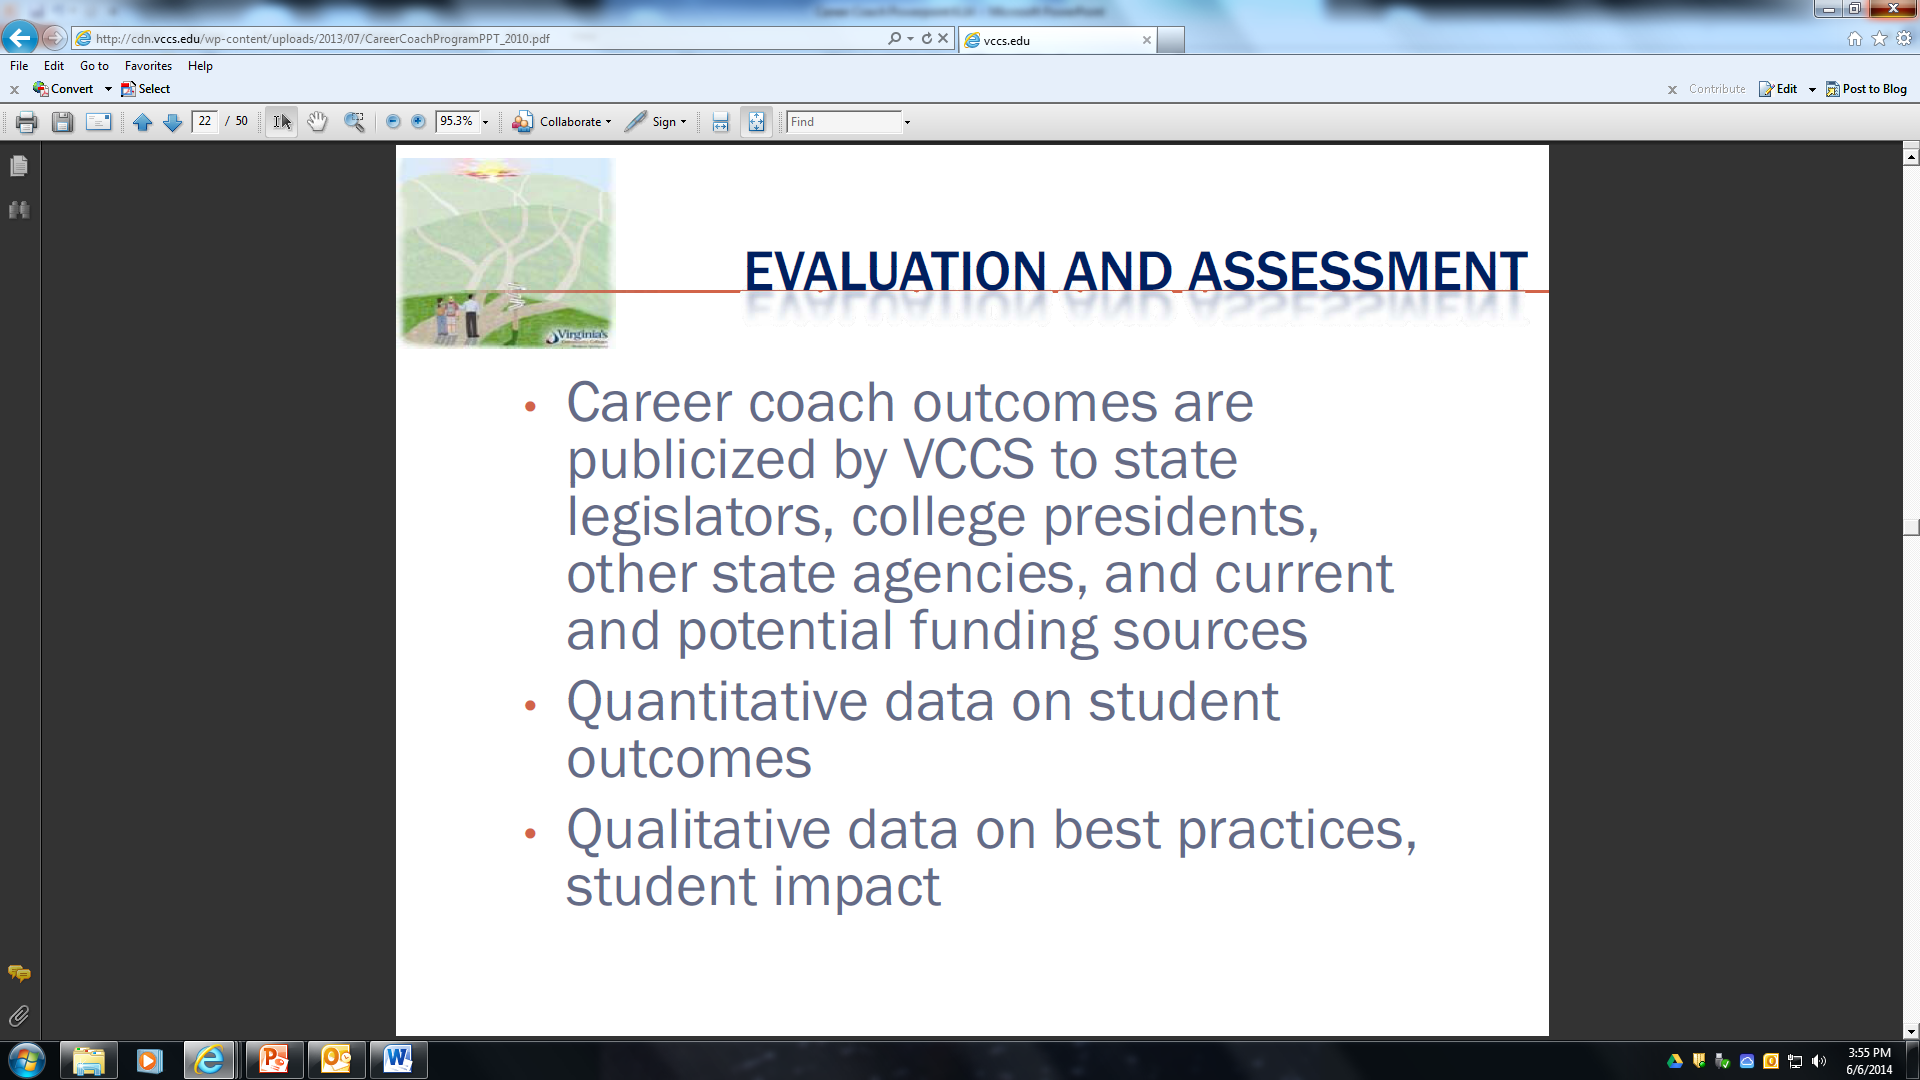 http://cdn.vccs.edu/wp-content/uploads/2013/07/CareerCoachProgramPPT_2010.pdf
vccs.edu
File Edit Go to Favorites Help
Convert Select
Contribute Edit Post to Blog
22 / 50 95.3% Collaborate Sign Find
Virginia's
EVALUATION AND ASSESSMENT
• Career coach outcomes are
publicized by VCCS to state
legislators, college presidents,
other state agencies, and current
and potential funding sources
• Quantitative data on student
outcomes
• Qualitative data on best practices,
student impact
3:55 PM
6/6/2014